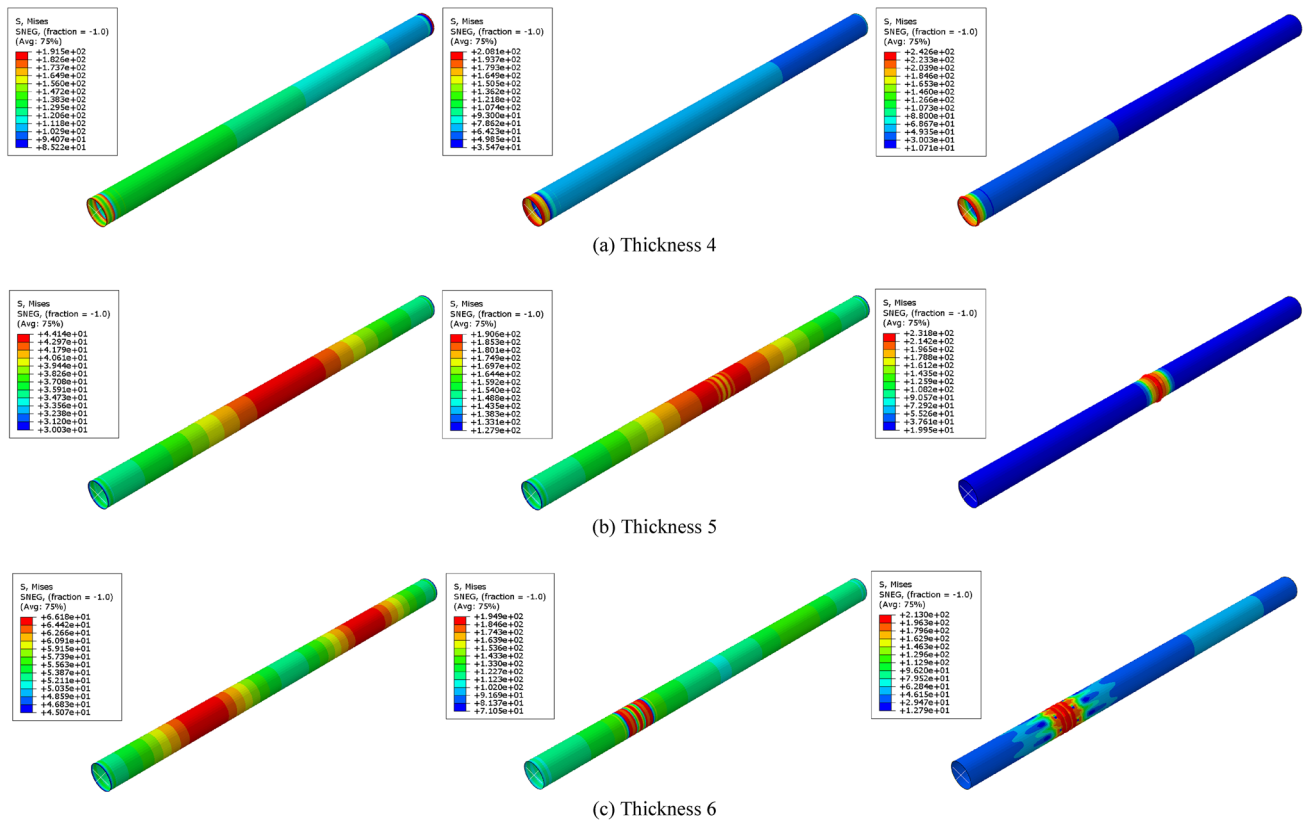 S, Mises
SNEG, (fraction = -1.0)
(Avg: 75%)
+1.915e+02
+1.826e+02
+1.737e+02
+1.649e+02
+1.560e+02
+1.472e+02
+1.383e+02
+1.295e+02
+1.206e+02
+1.118e+02
+1.029e+02
+9.407e+01
+8.522e+01
S, Mises
SNEG, (fraction = -1.0)
(Avg: 75%)
+2.081e+02
+1.937e+02
+1.793e+02
+1.649e+02
+1.505e+02
+1.362e+02
+1.218e+02
+1.074e+02
+9.300e+01
+7.862e+01
+6.423e+01
+4.985e+01
+3.547e+01
S, Mises
SNEG, (fraction = -1.0)
(Avg: 75%)
+2.426e+02
+2.233e+02
+2.039e+02
+1.846e+02
+1.653e+02
+1.460e+02
+1.266e+02
+1.073e+02
+8.800e+01
+6.867e+01
+4.935e+01
+3.003e+01
+1.071e+01
(a) Thickness 4
S, Mises
SNEG, (fraction = -1.0)
(Avg: 75%)
+4.414e+01
+4.297e+01
+4.179e+01
+4.061e+01
+3.944e+01
+3.826e+01
+3.708e+01
+3.591e+01
+3.473e+01
+3.356e+01
+3.238e+01
+3.120e+01
+3.003e+01
S, Mises
SNEG, (fraction = -1.0)
(Avg: 75%)
+1.906e+02
+1.853e+02
+1.801e+02
+1.749e+02
+1.697e+02
+1.644e+02
+1.592e+02
+1.540e+02
+1.488e+02
+1.435e+02
+1.383e+02
+1.331e+02
+1.279e+02
S, Mises
SNEG, (fraction = -1.0)
(Avg: 75%)
+2.318e+02
+2.142e+02
+1.965e+02
+1.788e+02
+1.612e+02
+1.435e+02
+1.259e+02
+1.082e+02
+9.057e+01
+7.292e+01
+5.526e+01
+3.761e+01
+1.995e+01
(b) Thickness 5
S, Mises
SNEG, (fraction = -1.0)
(Avg: 75%)
+6.618e+01
+6.442e+01
+6.266e+01
+6.091e+01
+5.915e+01
+5.739e+01
+5.563e+01
+5.387e+01
+5.211e+01
+5.035e+01
+4.859e+01
+4.683e+01
+4.507e+01
S, Mises
SNEG, (fraction = -1.0)
(Avg: 75%)
+1.949e+02
+1.846e+02
+1.743e+02
+1.639e+02
+1.536e+02
+1.433e+02
+1.330e+02
+1.227e+02
+1.123e+02
+1.020e+02
+9.169e+01
+8.137e+01
+7.105e+01
S, Mises
SNEG, (fraction = -1.0)
(Avg: 75%)
+2.130e+02
+1.963e+02
+1.796e+02
+1.629e+02
+1.463e+02
+1.296e+02
+1.129e+02
+9.620e+01
+7.952e+01
+6.284e+01
+4.615e+01
+2.947e+01
+1.279e+01
(c) Thickness 6